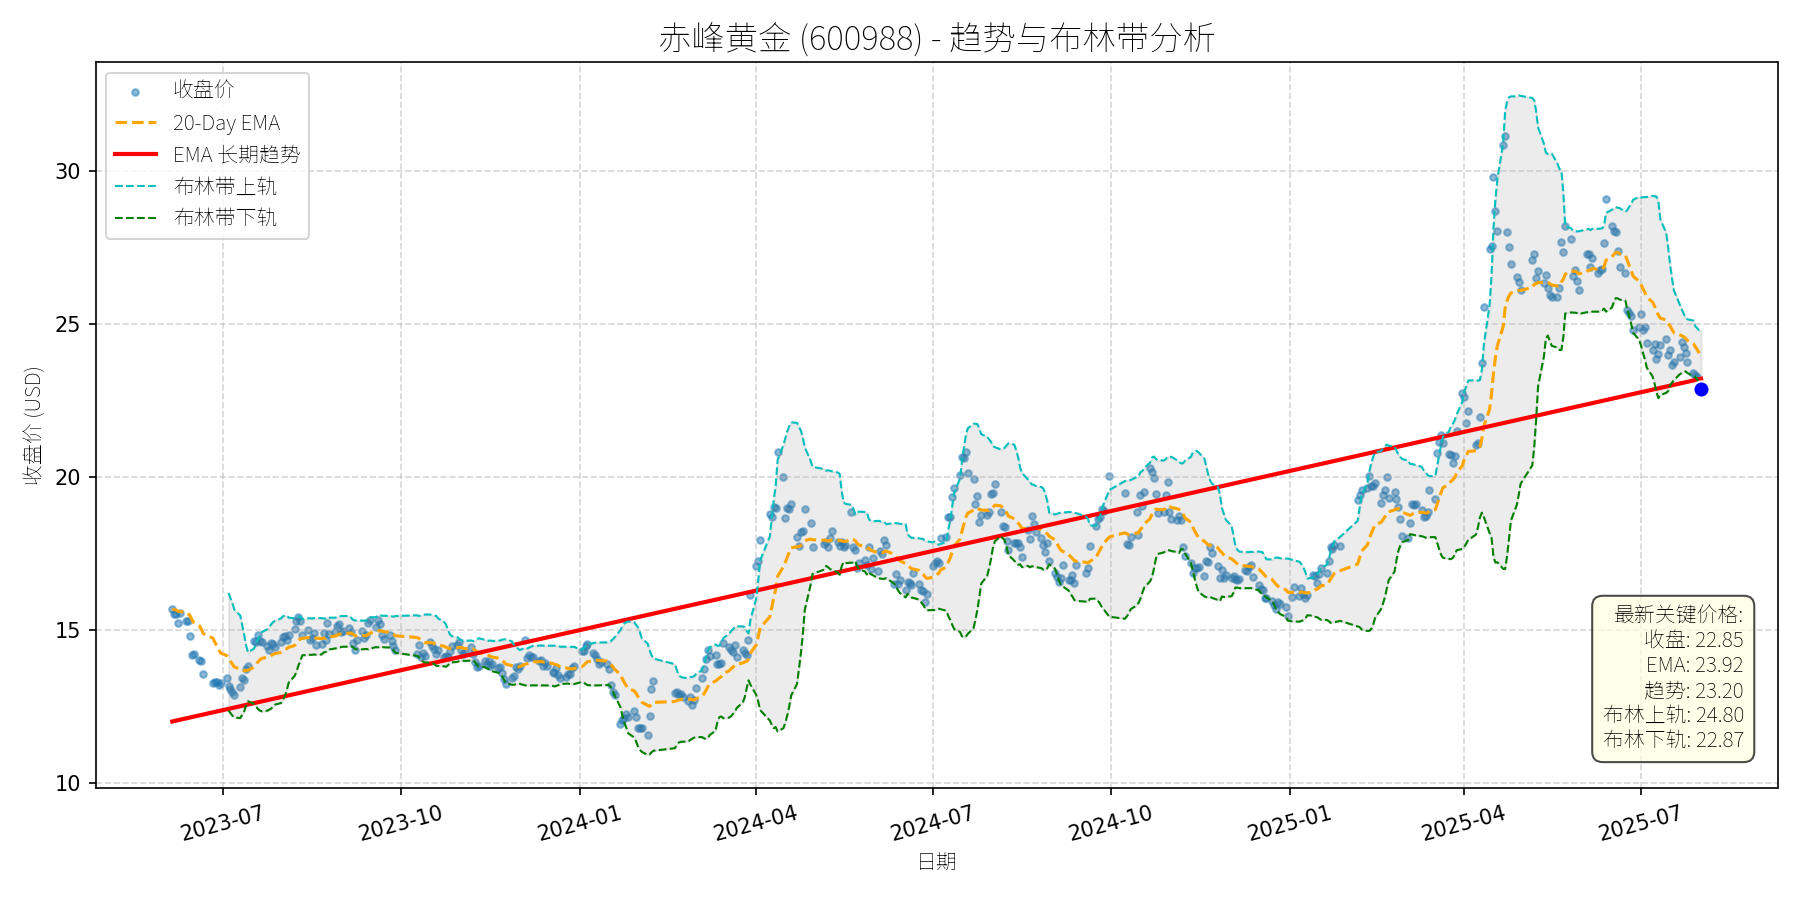 赤峰黄金 (600988) - 趋势与布林带分析
收盘价
20-Day EMA
EMA 长期趋势
布林带上轨
布林带下轨
收盘价 (USD)
30
25
20
15
10
最新关键价格:
收盘: 22.85
EMA: 23.92
趋势: 23.20
布林上轨: 24.80
布林下轨: 22.87
2023-07
2023-10
2024-01
2024-04
2024-07
2024-10
2025-01
2025-04
2025-07
日期